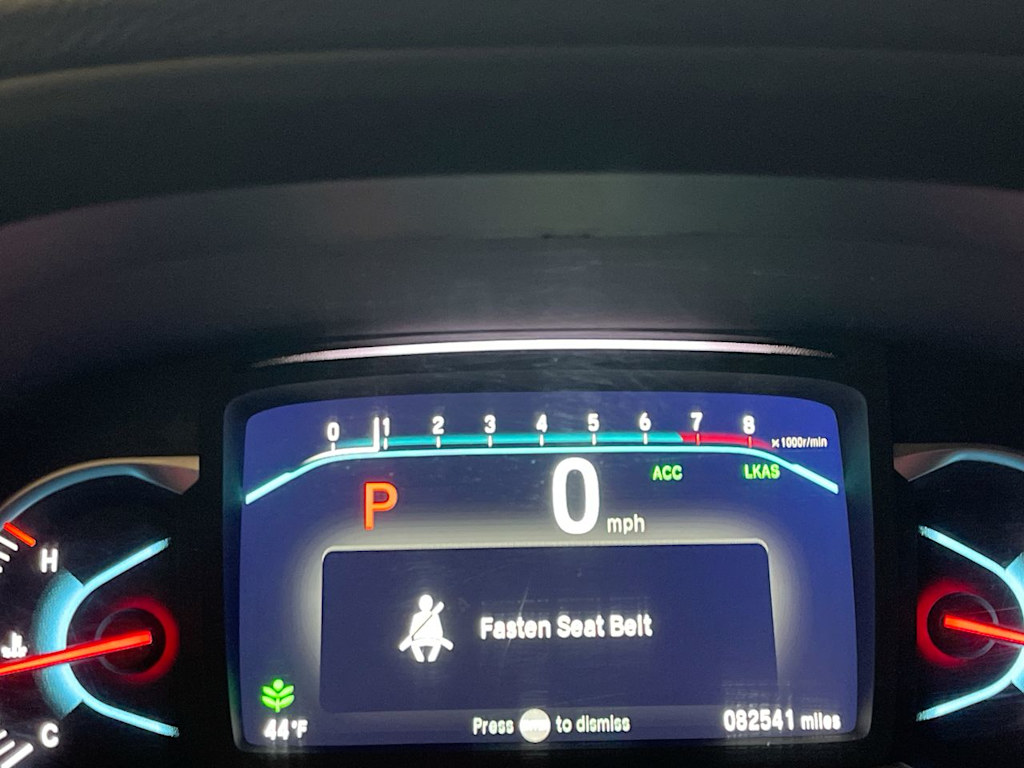 0 1 2 3 4 5 6 7 8 x1000r/min
ACC LKAS
P 0 mph
H
Fasten Seat Belt
C
44°F
Press ENTER to dismiss
082541 miles